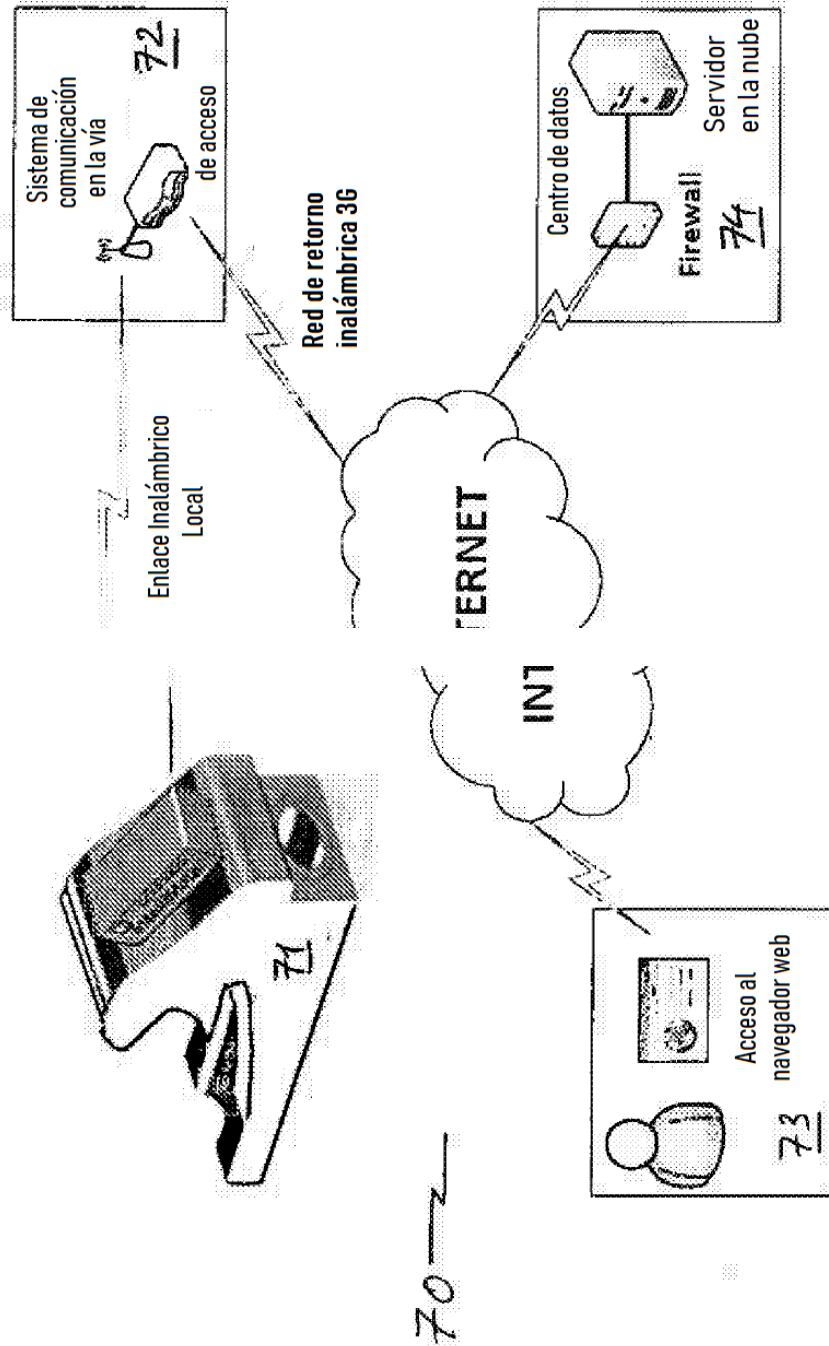 Sistema de
comunicación
en la vía
de acceso
72
Enlace Inalámbrico
Local
Red de retorno
inalámbrica 3G
Centro de datos
Servidor
en la nube
Firewall
74
TERNET
INT
71
Acceso al
navegador web
73
70